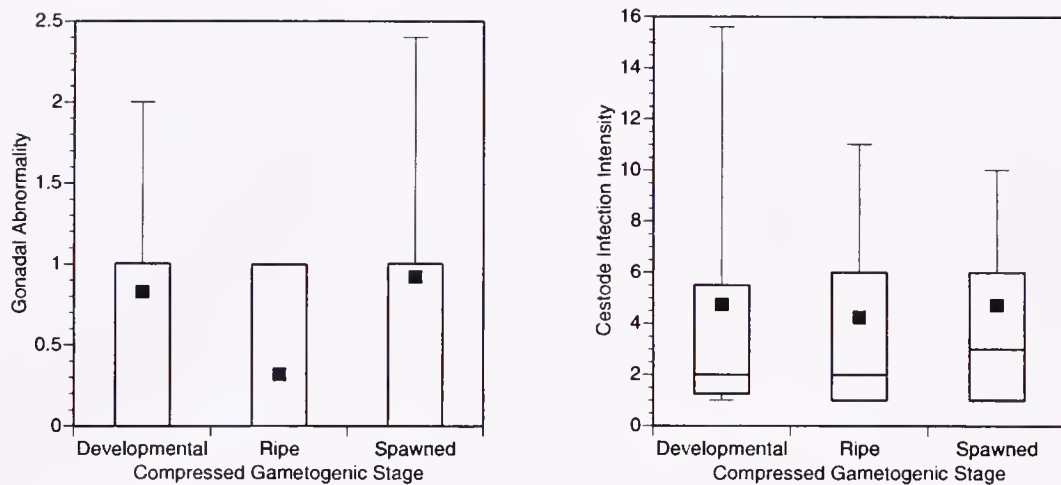 Gonadal Abnormality
2.5
2
1.5
1
0.5
0
Developmental Ripe Spawned
Compressed Gametogenic Stage
Cestode Infection Intensity
16
14
12
10
8
6
4
2
0
Developmental Ripe Spawned
Compressed Gametogenic Stage